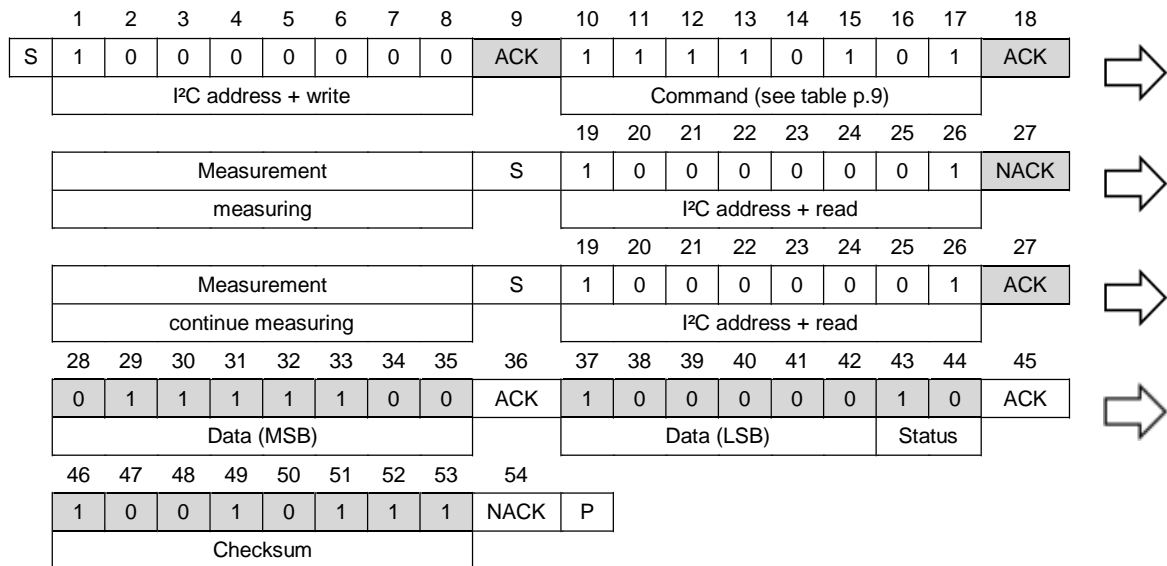 1 2 3 4 5 6 7 8 9 10 11 12 13 14 15 16 17 18
S 1 0 0 0 0 0 0 0 ACK 1 1 1 1 0 1 0 1 ACK
I²C address + write Command (see table p.9)
19 20 21 22 23 24 25 26 27
Measurement S 1 0 0 0 0 0 0 1 NACK
measuring I²C address + read
19 20 21 22 23 24 25 26 27
Measurement S 1 0 0 0 0 0 0 1 ACK
continue measuring I²C address + read
28 29 30 31 32 33 34 35 36 37 38 39 40 41 42 43 44 45
0 1 1 1 1 1 0 0 ACK 1 0 0 0 0 0 1 0 ACK
Data (MSB) Data (LSB) Status
46 47 48 49 50 51 52 53 54
1 0 0 1 0 1 1 1 NACK P
Checksum